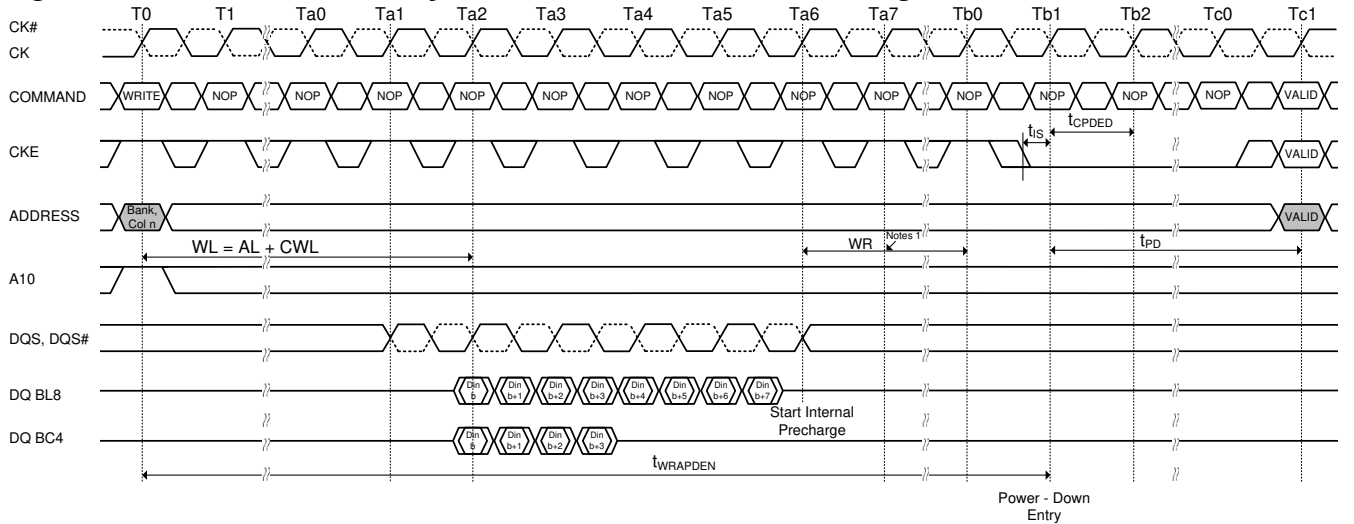 T0 T1 Ta0 Ta1 Ta2 Ta3 Ta4 Ta5 Ta6 Ta7 Tb0 Tb1 Tb2 Tc0 Tc1
CK#
CK
COMMAND WRITE NOP NOP NOP NOP NOP NOP NOP NOP NOP NOP NOP NOP NOP VALID
tIS tCPDED
CKE VALID
ADDRESS Bank, Col n VALID
WL = AL + CWL WR Notes 1 tPD
A10
DQS, DQS#
DQ BL8 Din b Din b+1 Din b+2 Din b+3 Din b+4 Din b+5 Din b+6 Din b+7
Start Internal
Precharge
DQ BC4 Din b Din b+1 Din b+2 Din b+3
tWRAPDEN
Power - Down
Entry